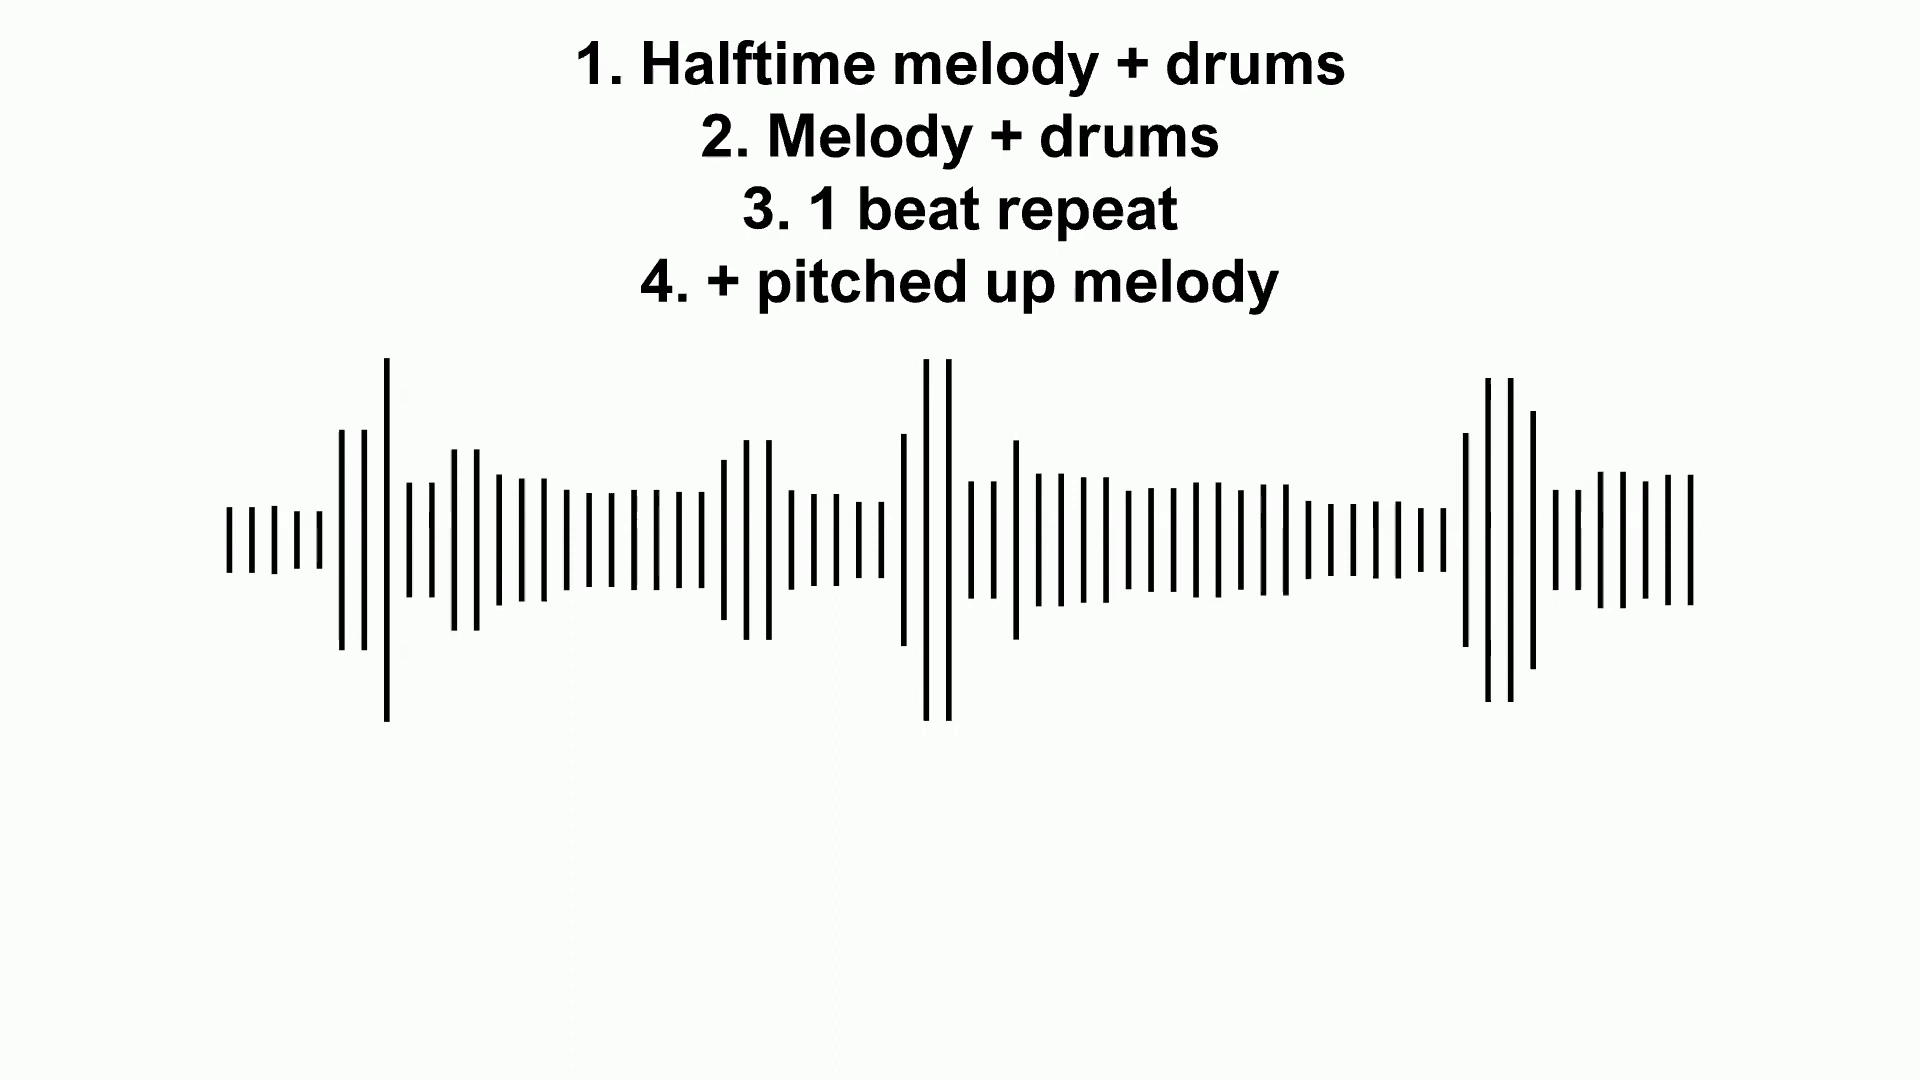 1. Halftime melody + drums
2. Melody + drums
3. 1 beat repeat
4. + pitched up melody